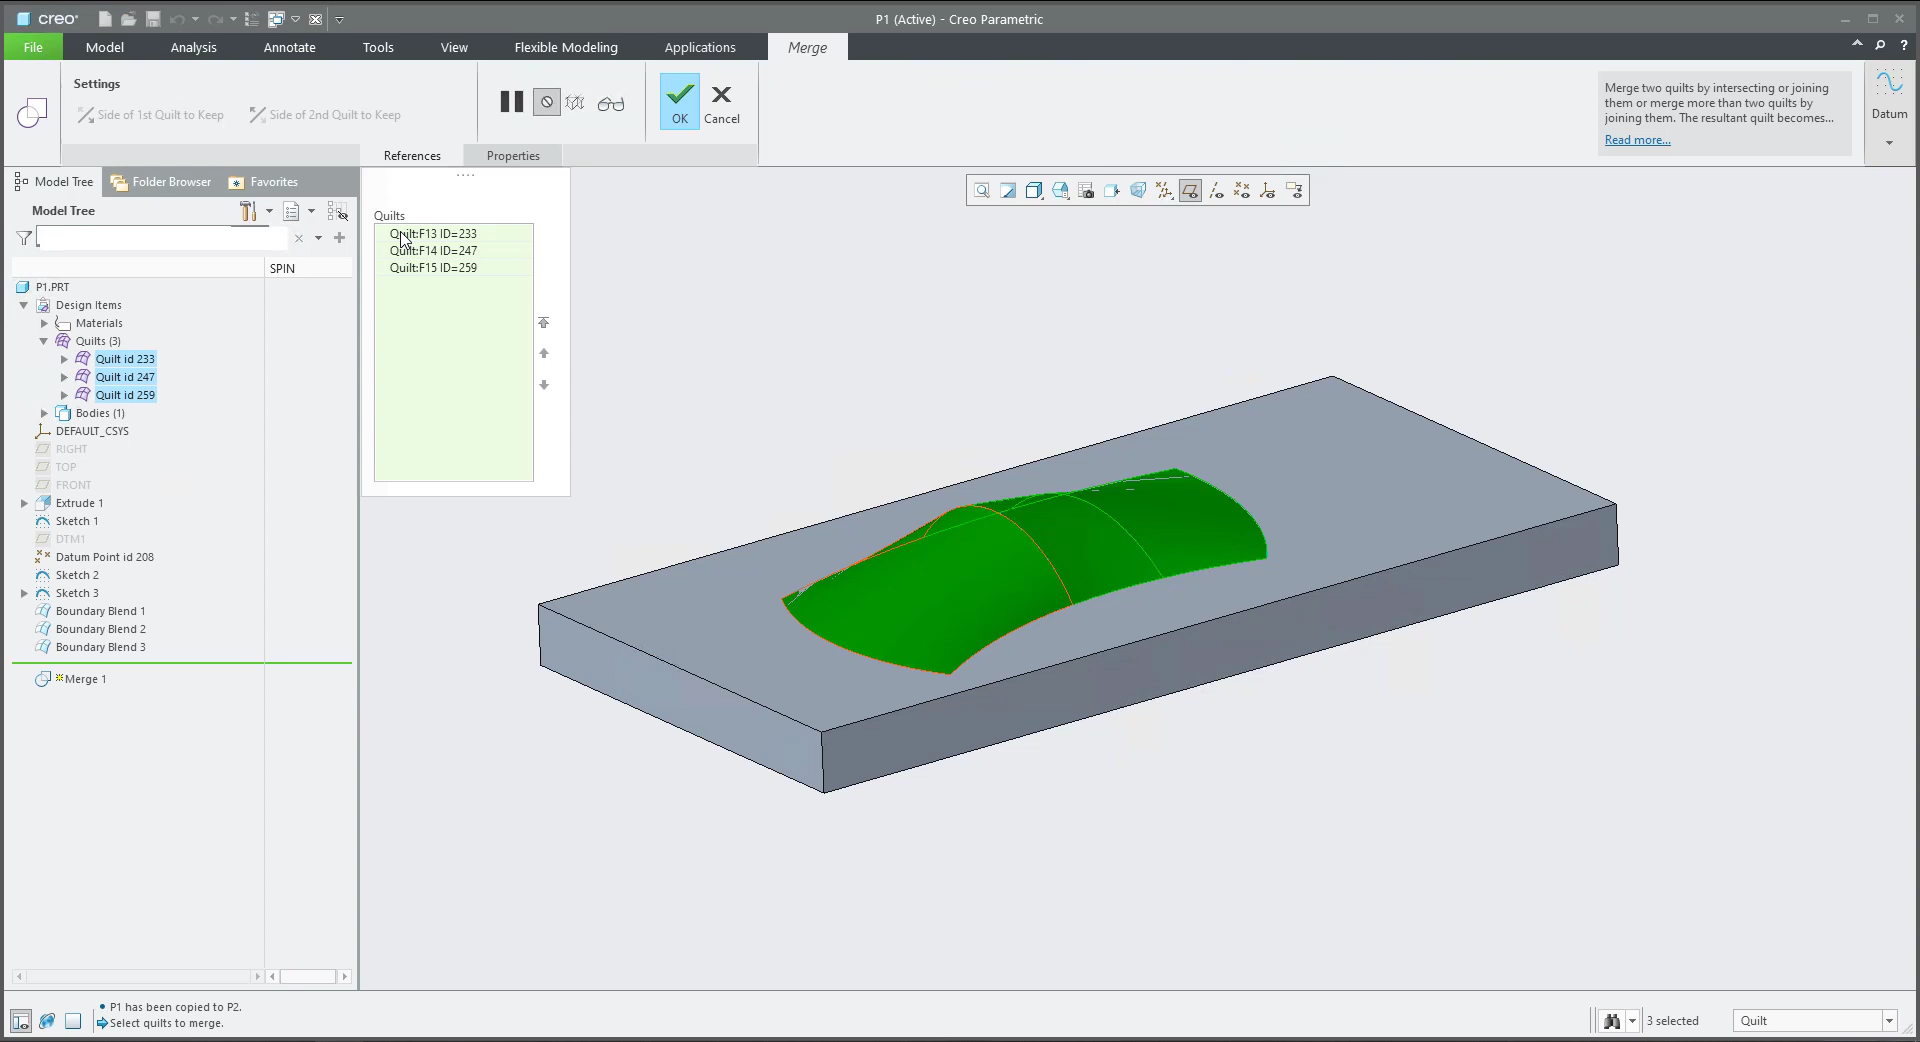 creo°
P1 (Active) - Creo Parametric
File
Model
Analysis
Annotate
Tools
View
Flexible Modeling
Applications
Merge
Settings
Side of 1st Quilt to Keep
Side of 2nd Quilt to Keep
OK
Cancel
Merge two quilts by intersecting or joining
them or merge more than two quilts by
joining them. The resultant quilt becomes...
Read more...
Datum
References
Properties
Model Tree
Folder Browser
Favorites
Model Tree
Quilts
Quilt:F13 ID=233
Quilt:F14 ID=247
Quilt:F15 ID=259
SPIN
P1.PRT
Design Items
Materials
Quilts (3)
Quilt id 233
Quilt id 247
Quilt id 259
Bodies (1)
DEFAULT_CSYS
RIGHT
TOP
FRONT
Extrude 1
Sketch 1
DTM1
Datum Point id 208
Sketch 2
Sketch 3
Boundary Blend 1
Boundary Blend 2
Boundary Blend 3
Merge 1
• P1 has been copied to P2.
Select quilts to merge.
3 selected
Quilt